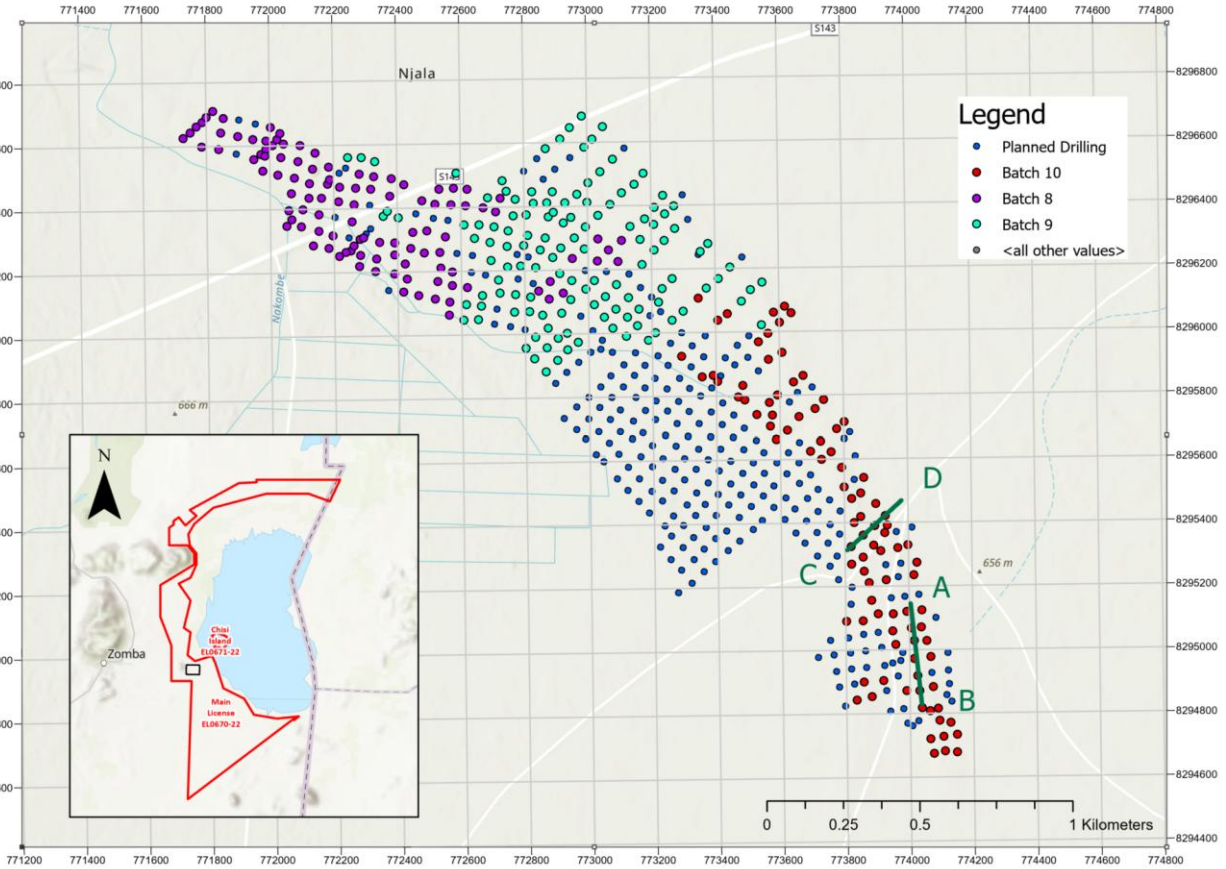 771400 771600 771800 772000 772200 772400 772600 772800 773000 773200 773400 773600 773800 774000 774200 774400 774600 774800
S143
Njala
8296800
Legend
Planned Drilling
Batch 10
Batch 8
Batch 9
<all other values>
8296600
S143
8296400
8296200
Nakombe
8296000
8295800
666 m
8295600
N
D
8295400
656 m
C
8295200
A
Chisi
Island
EL0671-22
Zomba
8295000
B
Main
License
EL0670-22
8294800
8294600
0 0.25 0.5 1 Kilometers
8294400
771200 771400 771600 771800 772000 772200 772400 772600 772800 773000 773200 773400 773600 773800 774000 774200 774400 774600 774800